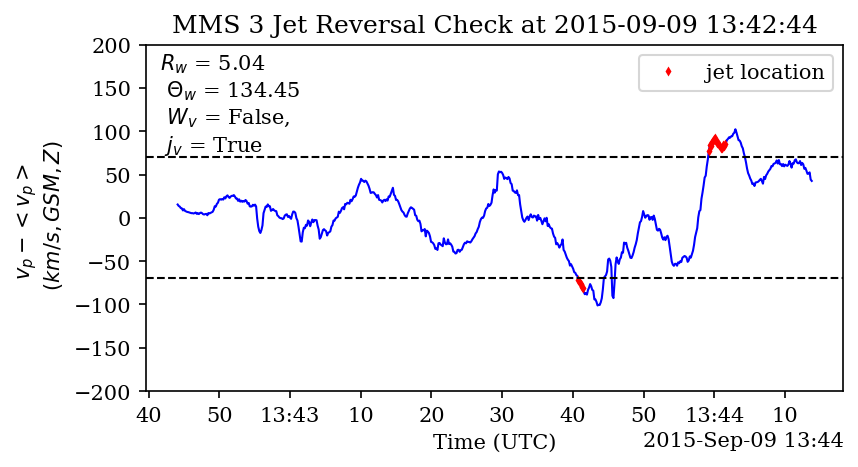 MMS 3 Jet Reversal Check at 2015-09-09 13:42:44
R_w = 5.04
Θ_w = 134.45
W_v = False,
j_v = True
jet location
v_p − < v_p >
(km/s, GSM, Z)
200
150
100
50
0
−50
−100
−150
−200
40 50 13:43 10 20 30 40 50 13:44 10
Time (UTC)
2015-Sep-09 13:44